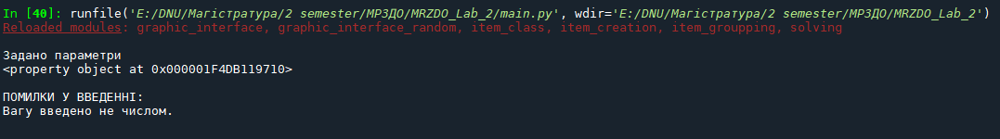 In [40]: runfile('E:/DNU/Магістратура/2 semester/МРЗДО/MRZDO_Lab_2/main.py', wdir='E:/DNU/Магістратура/2 semester/МРЗДО/MRZDO_Lab_2')
Reloaded modules: graphic_interface, graphic_interface_random, item_class, item_creation, item_groupping, solving
Задано параметри
<property object at 0x000001F4DB119710>
ПОМИЛКИ У ВВЕДЕННІ:
Вагу введено не числом.